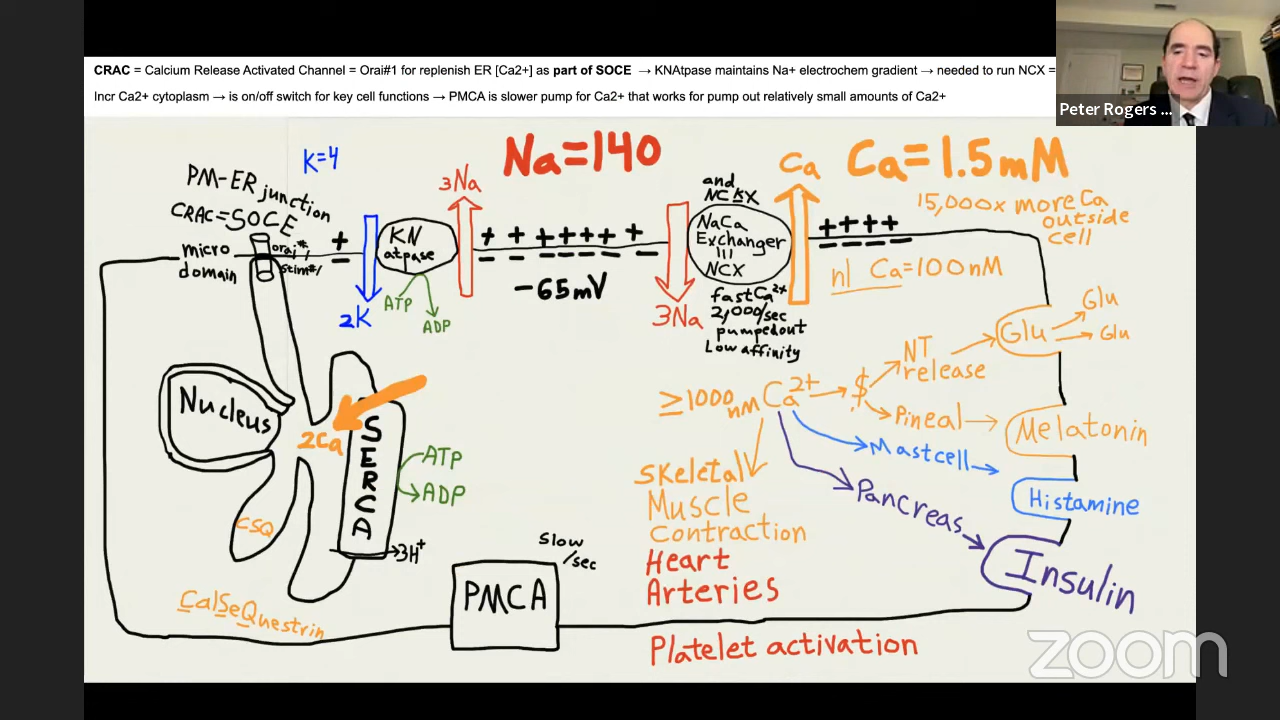 CRAC = Calcium Release Activated Channel = Orai#1 for replenish ER [Ca2+] as part of SOCE → KNAtpase maintains Na+ electrochem gradient → needed to run NCX =
Incr Ca2+ cytoplasm → is on/off switch for key cell functions → PMCA is slower pump for Ca2+ that works for pump out relatively small amounts of Ca2+
Peter Rogers ...
K=4
Na=140
Ca
Ca=1.5mM
PM-ER junction
CRAC=SOCE
3Na
and
NCKX
15,000x more Ca
outside
cell
micro
domain
orai#1
Stim#1
+
KN
atpase
+ + + + + + +
NaCa
Exchanger
NCX
+ + + +
nl Ca=100nM
-65mV
2K
ATP
ADP
3Na
fast Ca2+
2,000/sec
pumped out
Low affinity
Glu
Glu
Glu
NT
release
≥1000nM Ca2+ → $
Pineal
Melatonin
Nucleus
2Ca
SERCA
ATP
ADP
Mast cell
Histamine
Skeletal
Muscle
Contraction
Pancreas
Insulin
CSQ
3H+
Heart
Arteries
Slow
/sec
PMCA
CalSeQuestrin
Platelet activation
zoom